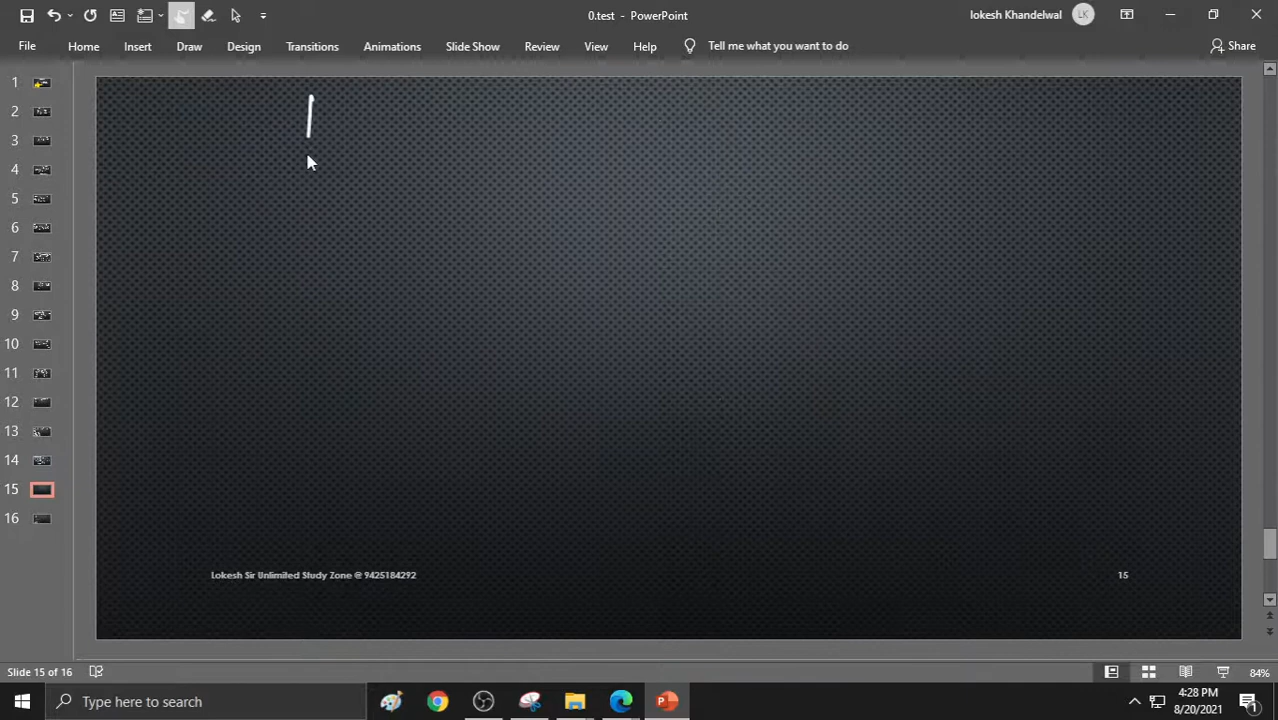 0.test - PowerPoint
lokesh Khandelwal LK
File Home Insert Draw Design Transitions Animations Slide Show Review View Help Tell me what you want to do Share
1
2
3
4
5
6
7
8
9
10
11
12
13
14
15
16
Lokesh Sir Unlimited Study Zone @ 9425184292 15
Slide 15 of 16 84%
Type here to search 4:28 PM
8/20/2021 1